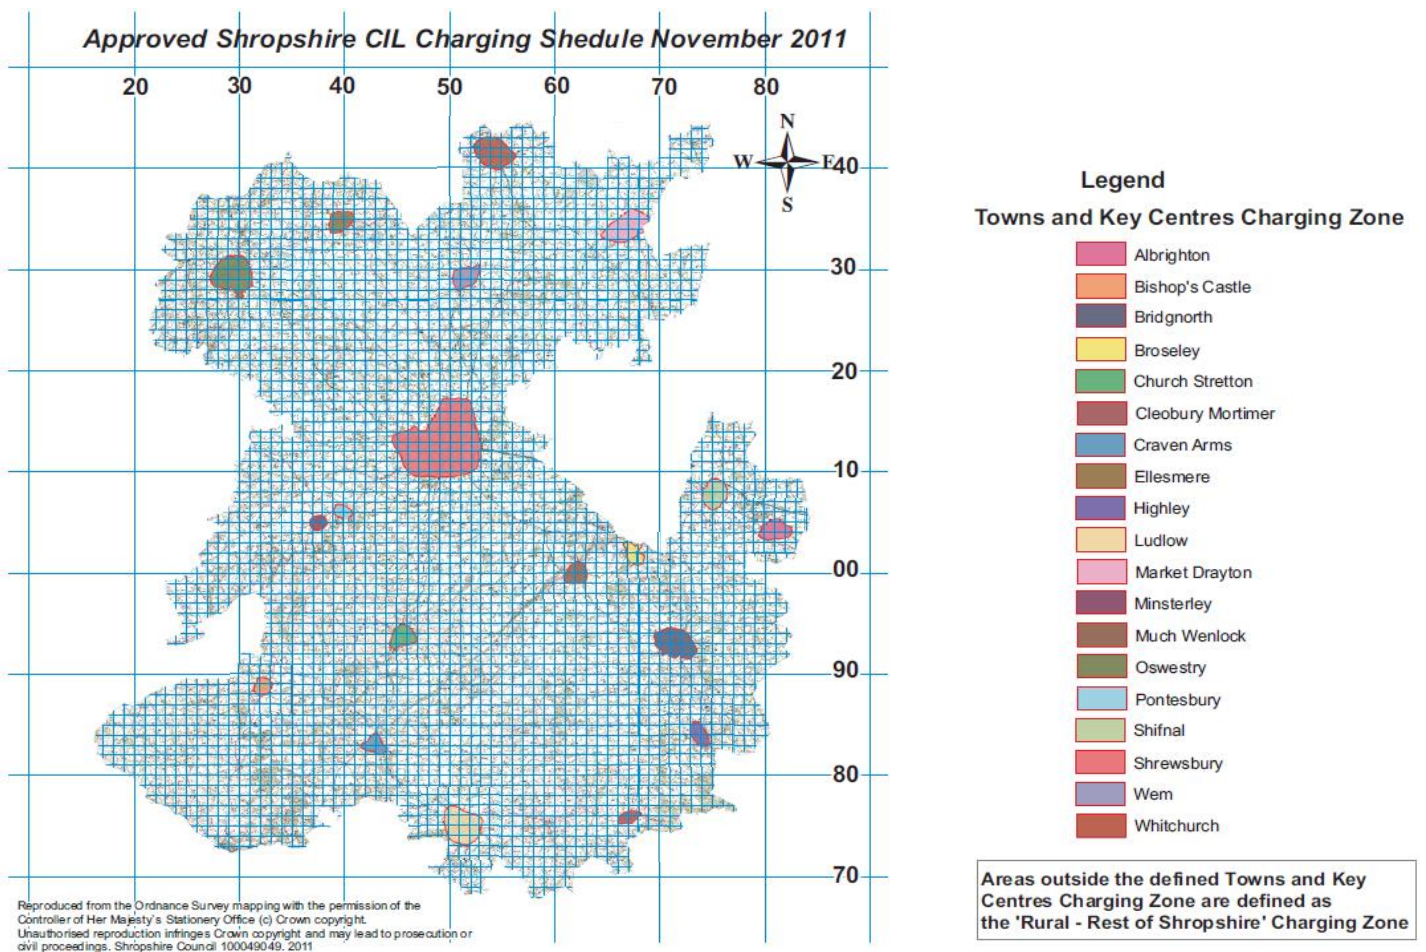 Approved Shropshire CIL Charging Shedule November 2011
20 30 40 50 60 70 80
N
W E
S
40
30
20
10
00
90
80
70
Legend
Towns and Key Centres Charging Zone
Albrighton
Bishop's Castle
Bridgnorth
Broseley
Church Stretton
Cleobury Mortimer
Craven Arms
Ellesmere
Highley
Ludlow
Market Drayton
Minsterley
Much Wenlock
Oswestry
Pontesbury
Shifnal
Shrewsbury
Wem
Whitchurch
Areas outside the defined Towns and Key
Centres Charging Zone are defined as
the 'Rural - Rest of Shropshire' Charging Zone
Reproduced from the Ordnance Survey mapping with the permission of the
Controller of Her Majesty's Stationery Office (c) Crown copyright.
Unauthorised reproduction infringes Crown copyright and may lead to prosecution or
civil proceedings. Shropshire Council 100049049. 2011